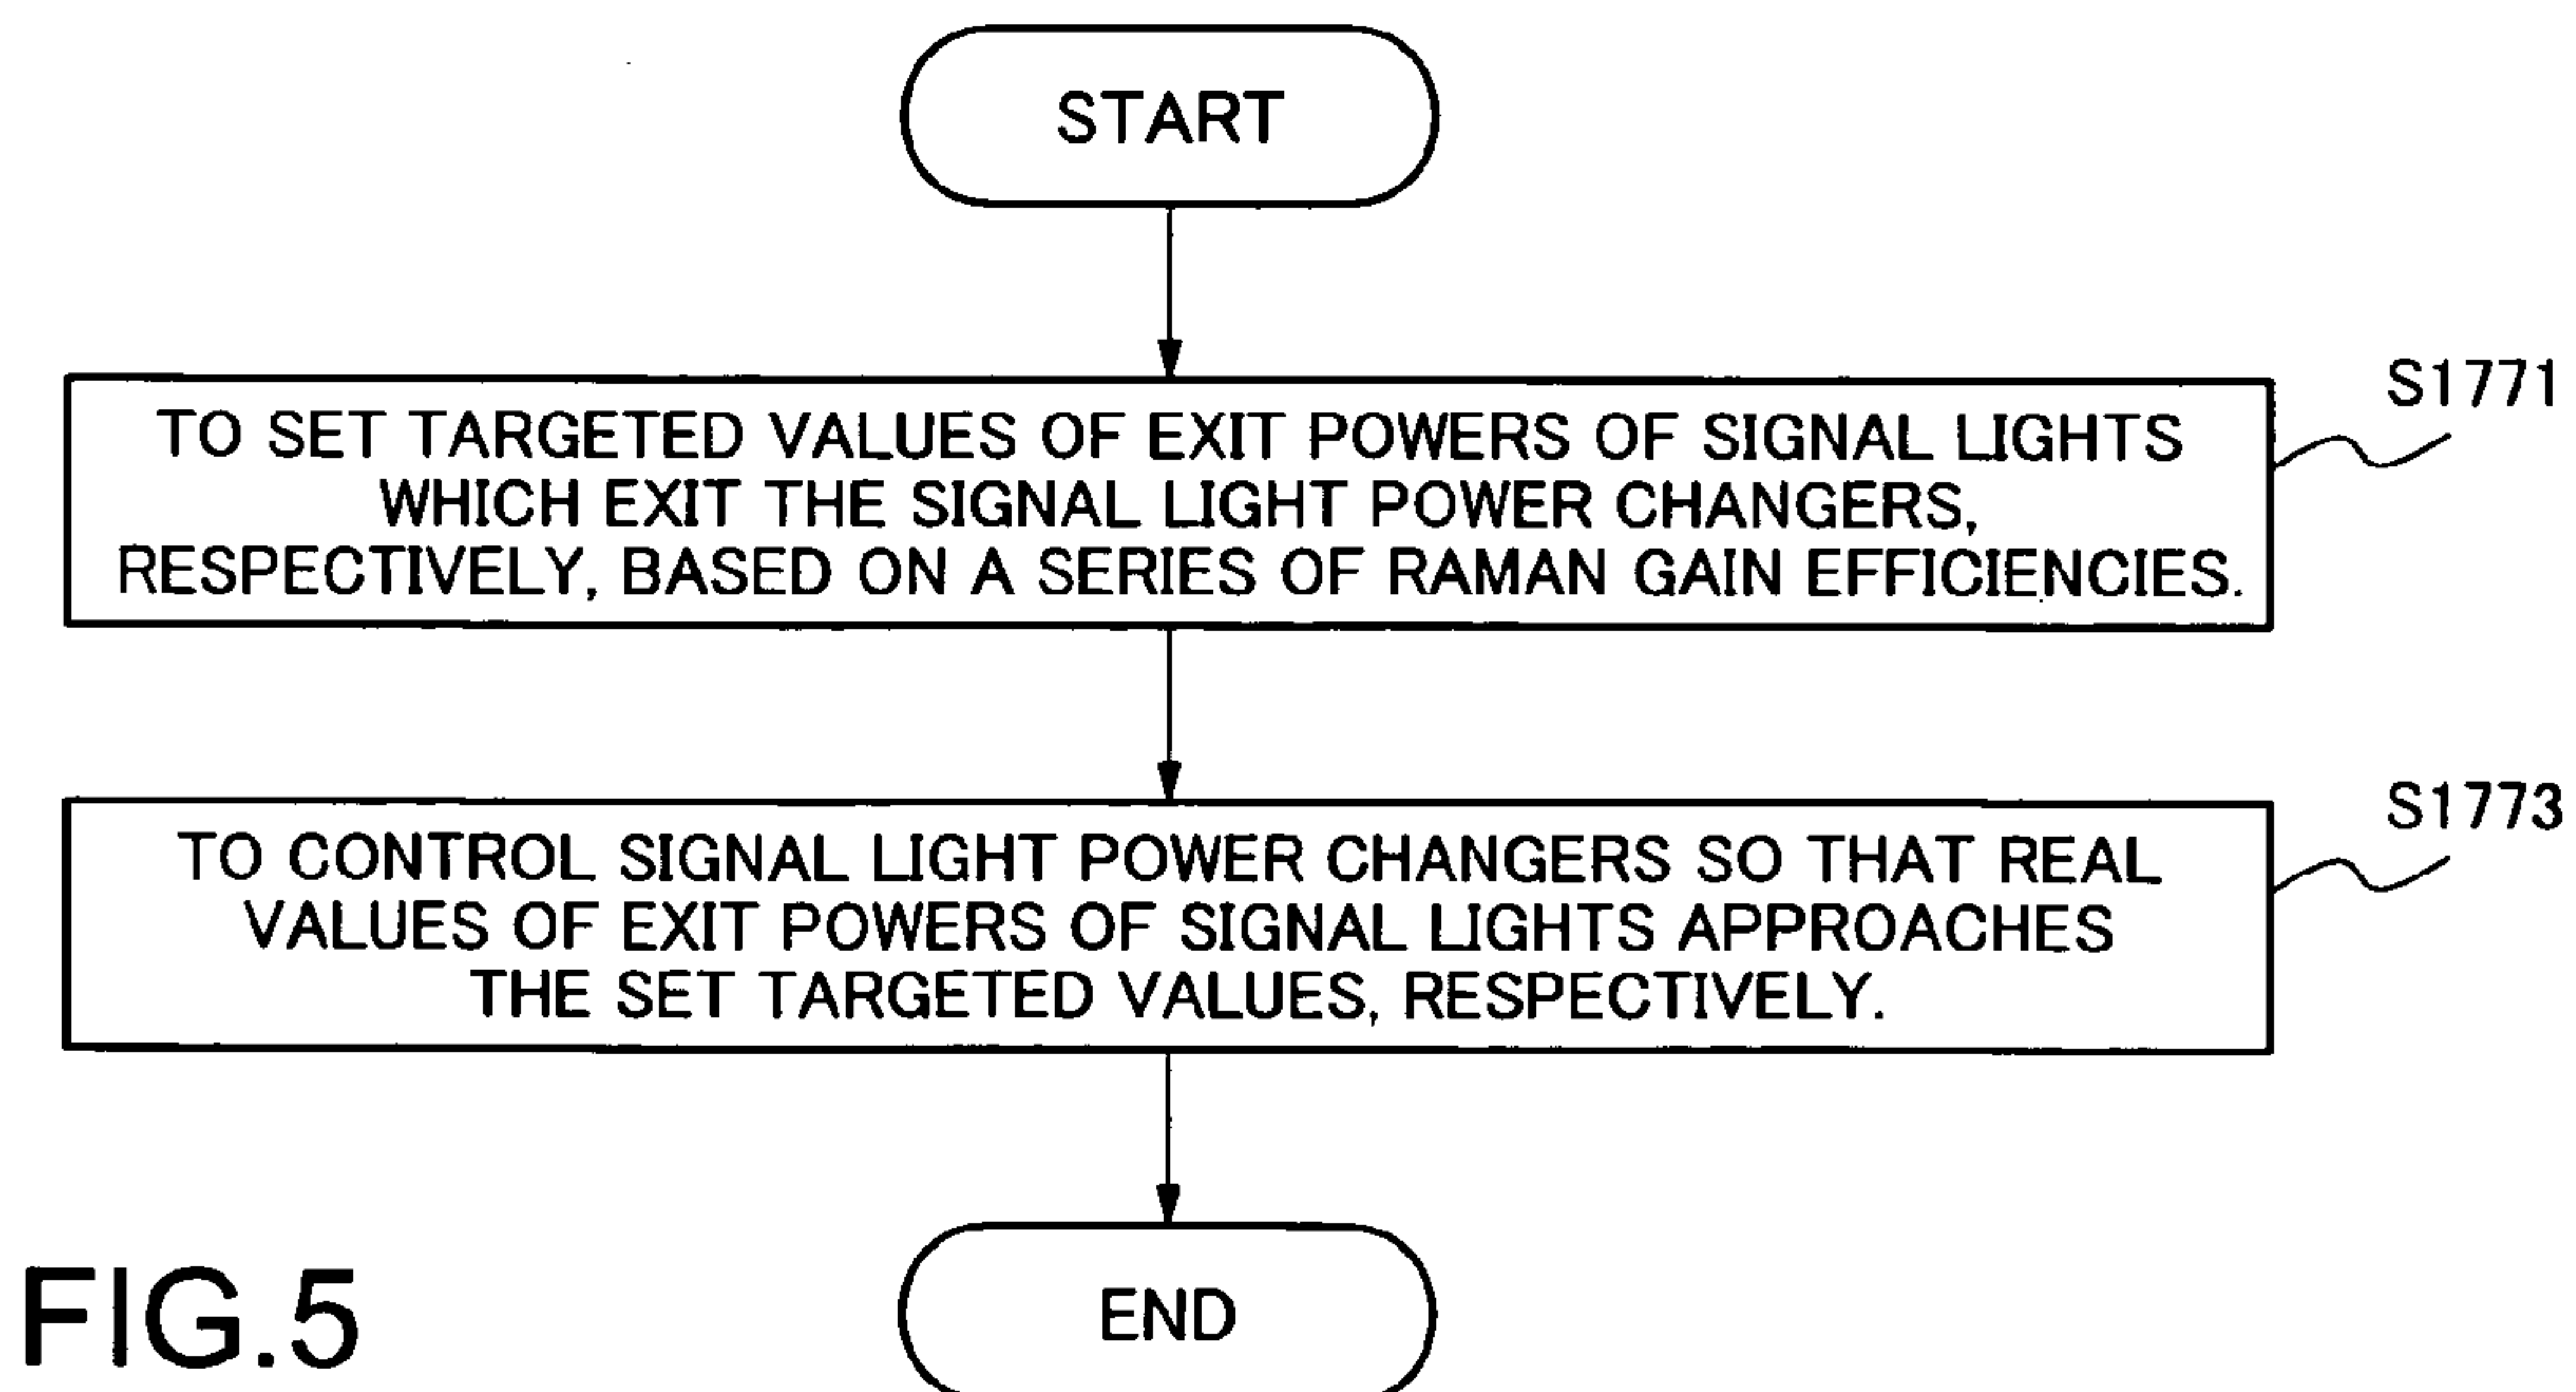 START
S1771
TO SET TARGETED VALUES OF EXIT POWERS OF SIGNAL LIGHTS
WHICH EXIT THE SIGNAL LIGHT POWER CHANGERS,
RESPECTIVELY, BASED ON A SERIES OF RAMAN GAIN EFFICIENCIES.
S1773
TO CONTROL SIGNAL LIGHT POWER CHANGERS SO THAT REAL
VALUES OF EXIT POWERS OF SIGNAL LIGHTS APPROACHES
THE SET TARGETED VALUES, RESPECTIVELY.
END
FIG.5